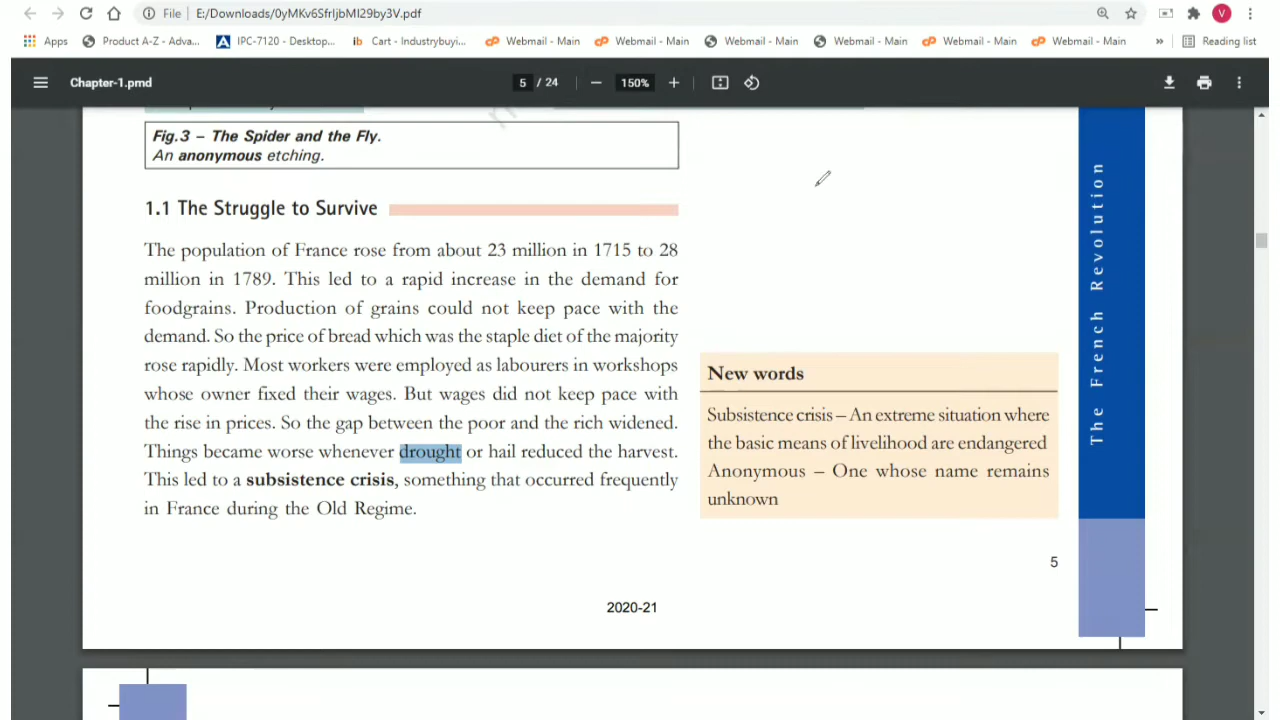 File E:/Downloads/0yMKv6SfrIjbMI29by3V.pdf
V
Apps Product A-Z - Adva... IPC-7120 - Desktop... Cart - Industrybuyi... Webmail - Main Webmail - Main Webmail - Main Webmail - Main Webmail - Main Webmail - Main » Reading list
Chapter-1.pmd 5 / 24 150%
Fig.3 – The Spider and the Fly.
An anonymous etching.
1.1 The Struggle to Survive
The population of France rose from about 23 million in 1715 to 28
million in 1789. This led to a rapid increase in the demand for
foodgrains. Production of grains could not keep pace with the
demand. So the price of bread which was the staple diet of the majority
rose rapidly. Most workers were employed as labourers in workshops
whose owner fixed their wages. But wages did not keep pace with
the rise in prices. So the gap between the poor and the rich widened.
Things became worse whenever drought or hail reduced the harvest.
This led to a subsistence crisis, something that occurred frequently
in France during the Old Regime.
New words
Subsistence crisis – An extreme situation where
the basic means of livelihood are endangered
Anonymous – One whose name remains
unknown
The French Revolution
5
2020-21